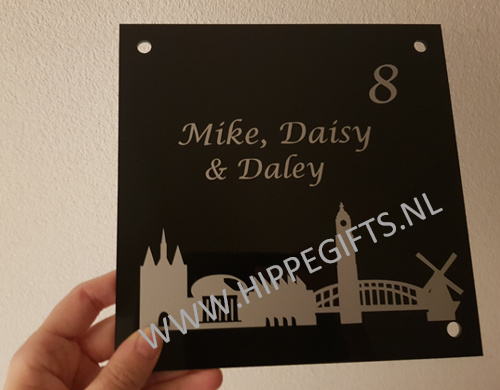 8
Mike, Daisy
& Daley
WWW.HIPPEGIFTS.NL